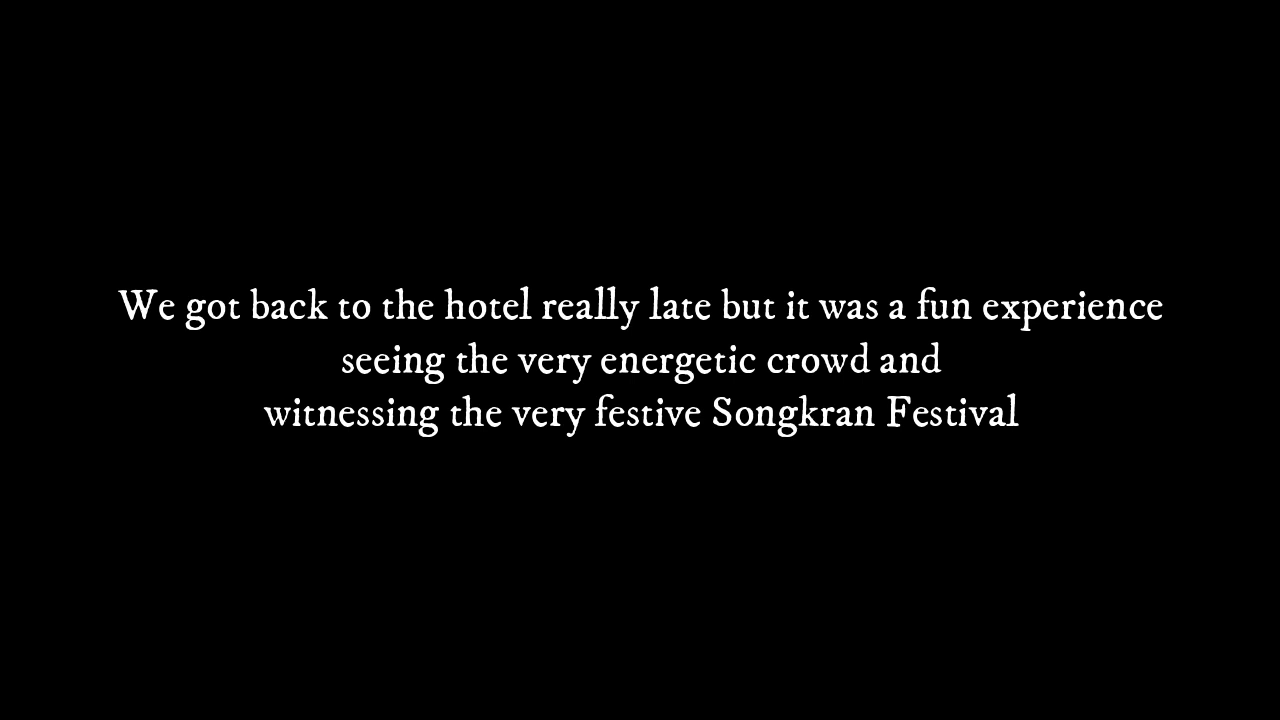 We got back to the hotel really late but it was a fun experience
seeing the very energetic crowd and
witnessing the very festive Songkran Festival